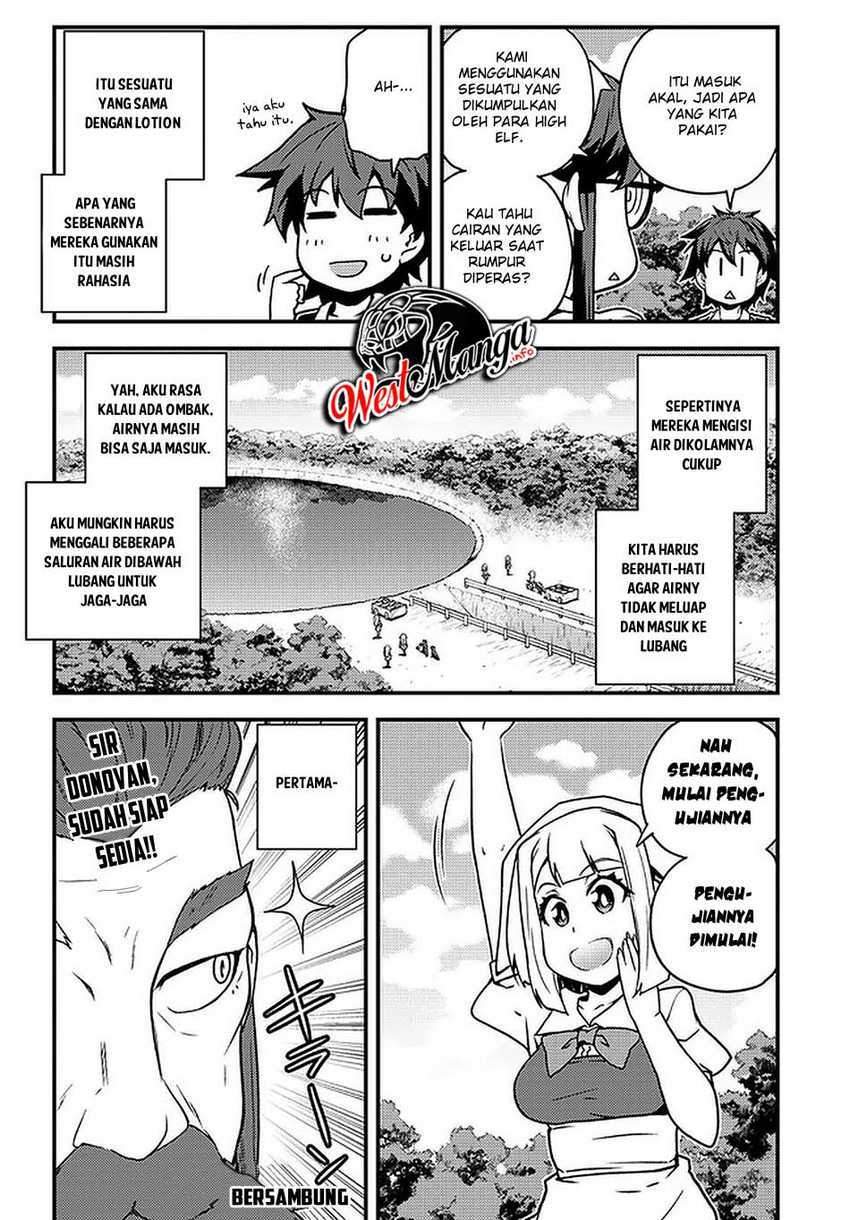 ITU MASUK
AKAL, JADI APA
YANG KITA
PAKAI?
KAMI
MENGGUNAKAN
SESUATU YANG
DIKUMPULKAN
OLEH PARA HIGH
ELF.
KAU TAHU
CAIRAN YANG
KELUAR SAAT
RUMPUR
DIPERAS?
AH-...
iya aku
tahu itu.
ITU SESUATU
YANG SAMA
DENGAN LOTION
APA YANG
SEBENARNYA
MEREKA GUNAKAN
ITU MASIH
RAHASIA
WestManga
.info
SEPERTINYA
MEREKA MENGISI
AIR DIKOLAMNYA
CUKUP
KITA HARUS
BERHATI-HATI
AGAR AIRNY
TIDAK MELUAP
DAN MASUK KE
LUBANG
YAH, AKU RASA
KALAU ADA OMBAK,
AIRNYA MASIH
BISA SAJA MASUK.
AKU MUNGKIN HARUS
MENGGALI BEBERAPA
SALURAN AIR DIBAWAH
LUBANG UNTUK
JAGA-JAGA
NAH
SEKARANG,
MULAI PENG-
UJIANNYA
PENGU-
JIANNYA
DIMULAI!
PERTAMA-
SIR
DONOVAN,
SUDAH SIAP
SEDIA!!
キラーン
BERSAMBUNG